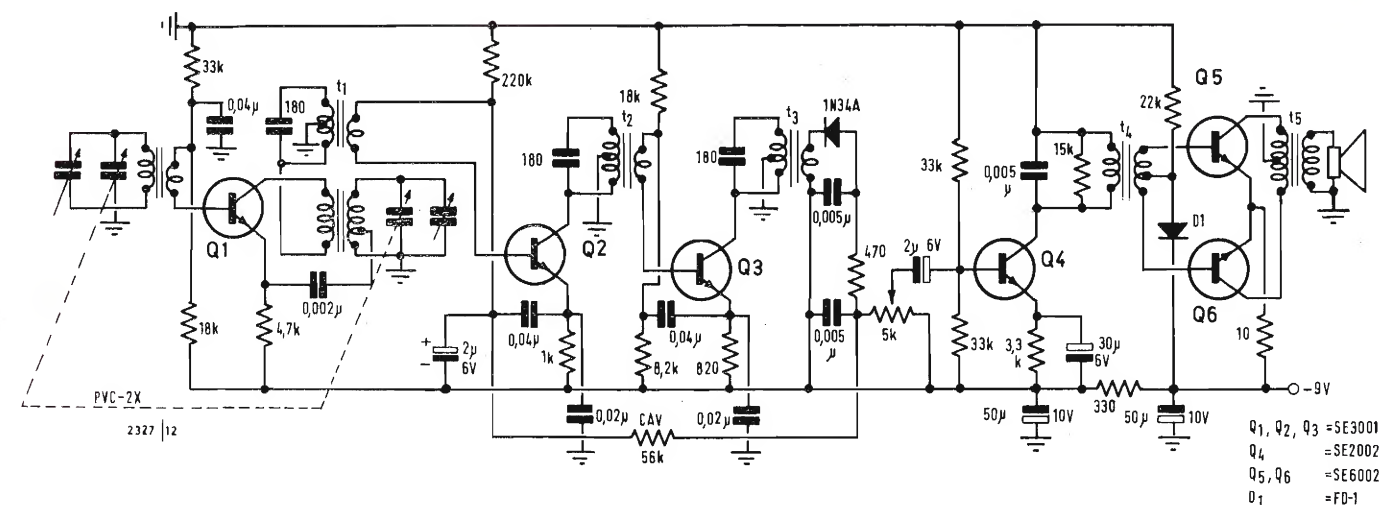 33k
0,04µ
180
t1
220k
Q1
0,002µ
18k
4,7k
PVC-2X
2327 | 12
180
t2
18k
Q2
0,04µ
+
−
2µ
6V
1k
0,02µ
CAV
56k
180
t3
1N34A
0,005µ
Q3
0,04µ
8,2k
820
0,02µ
0,005
µ
470
5k
2µ 6V
33k
33k
0,005
µ
15k
t4
Q4
3,3
k
30µ
6V
50µ
10V
330
50µ
10V
22k
D1
Q5
t5
Q6
10
−9V
Q1, Q2, Q3 =SE3001
Q4 =SE2002
Q5, Q6 =SE6002
D1 =FD-1